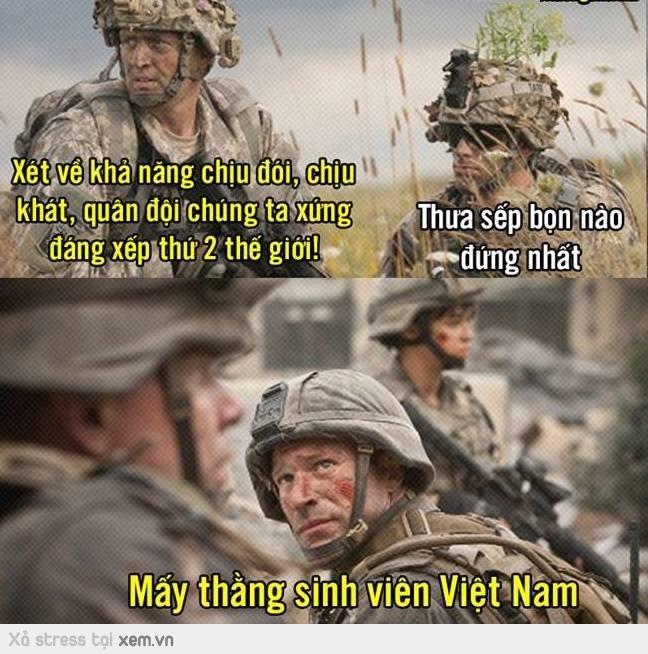 Xét về khả năng chịu đói, chịu
khát, quân đội chúng ta xứng
đáng xếp thứ 2 thế giới!
Thưa sếp bọn nào
đứng nhất
Mấy thằng sinh viên Việt Nam
Xả stress tại xem.vn